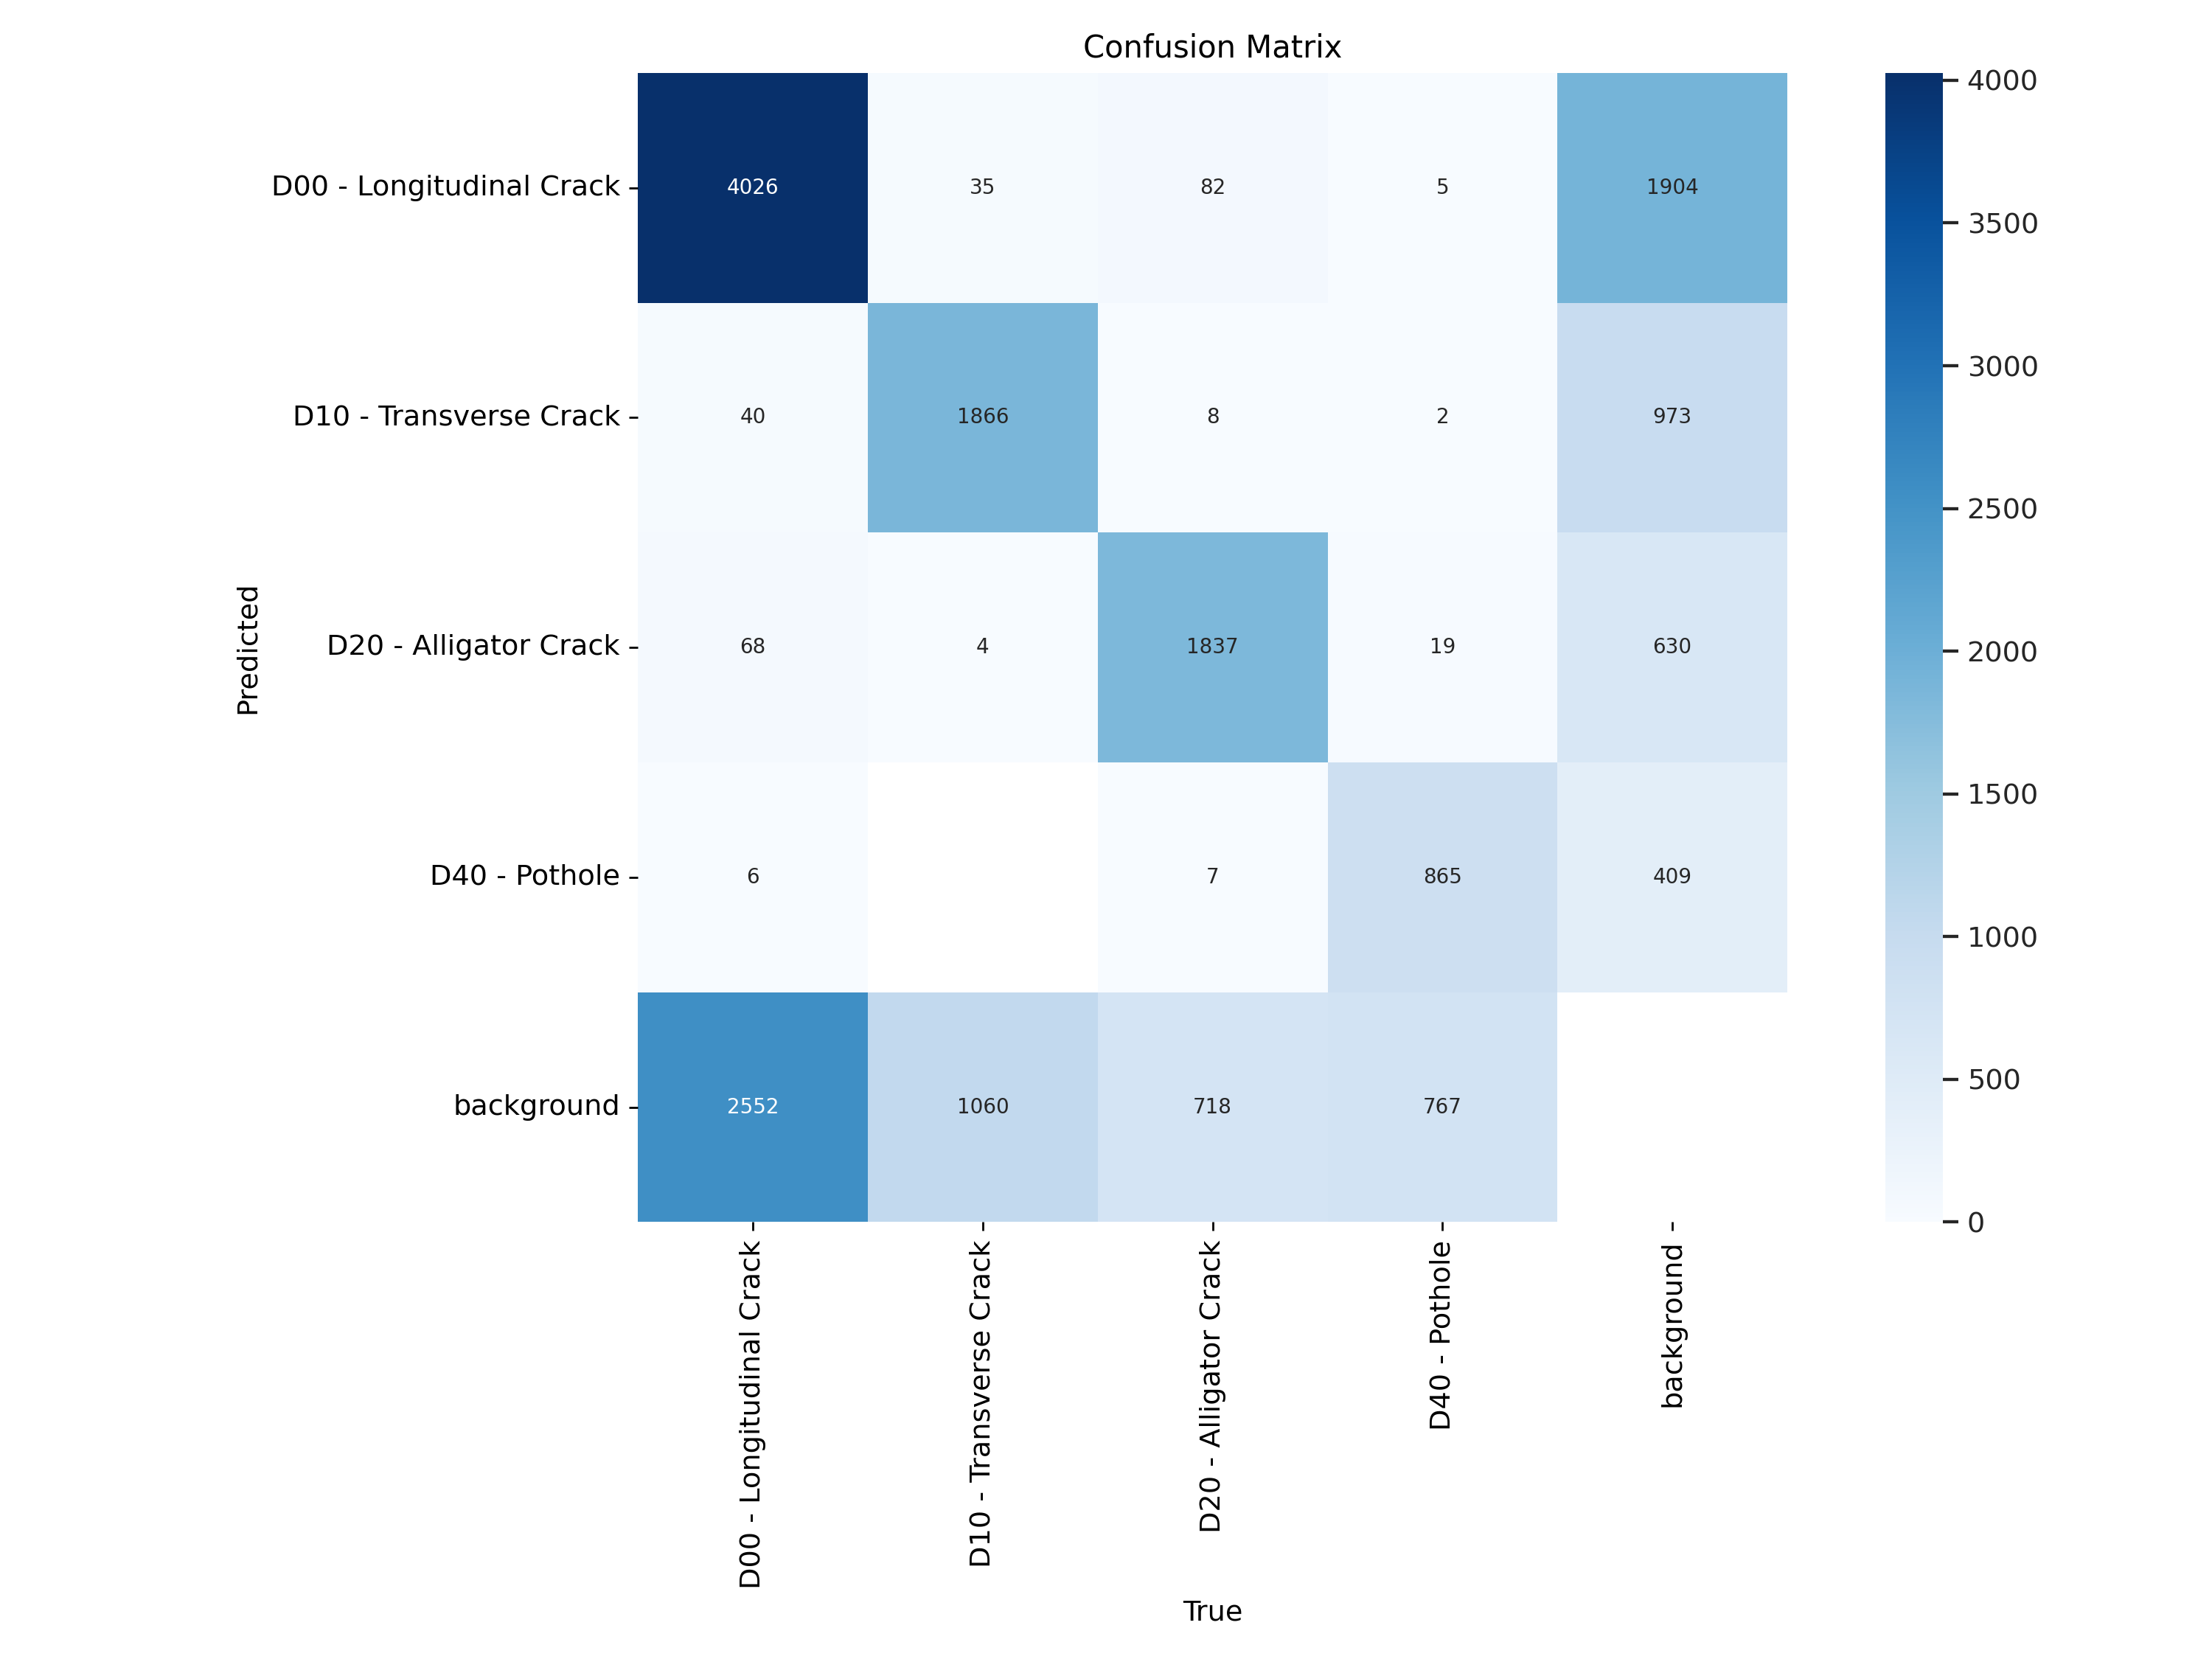 Confusion Matrix
D00 - Longitudinal Crack
4026 35 82 5 1904
D10 - Transverse Crack
40 1866 8 2 973
D20 - Alligator Crack
68 4 1837 19 630
D40 - Pothole
6 7 865 409
background
2552 1060 718 767
Predicted
D00 - Longitudinal Crack
D10 - Transverse Crack
D20 - Alligator Crack
D40 - Pothole
background
True
4000
3500
3000
2500
2000
1500
1000
500
0